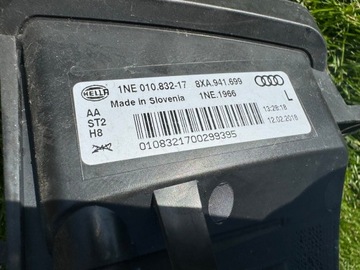 HELLA 1NE 010.832-17 8XA.941.699
Made in Slovenia 1NE.1966
AA
ST2
H8
L
13:28:18
12.02.2018
0108321700299395